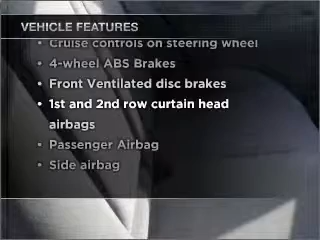 VEHICLE FEATURES
• Cruise controls on steering wheel
• 4-wheel ABS Brakes
• Front Ventilated disc brakes
• 1st and 2nd row curtain head
airbags
• Passenger Airbag
• Side airbag